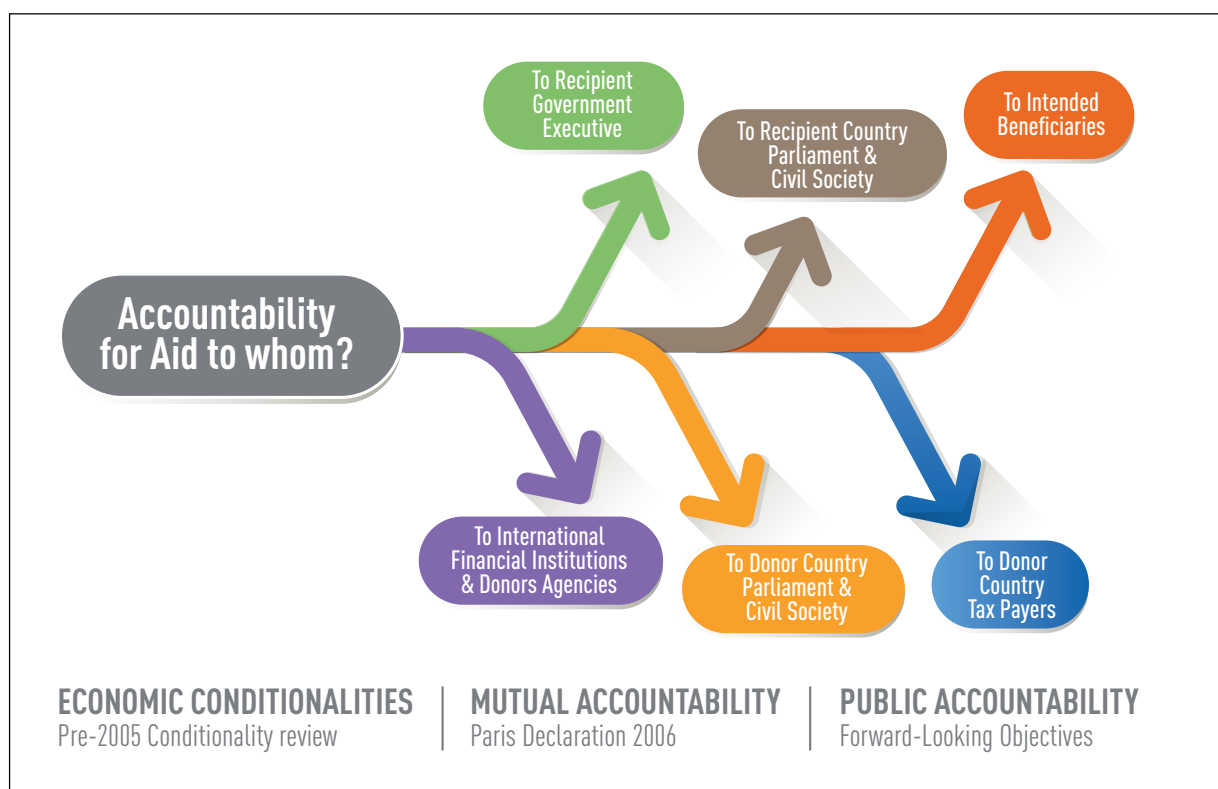 To Recipient
Government
Executive
To Recipient Country
Parliament &
Civil Society
To Intended
Beneficiaries
Accountability
for Aid to whom?
To International
Financial Institutions
& Donors Agencies
To Donor Country
Parliament &
Civil Society
To Donor
Country
Tax Payers
ECONOMIC CONDITIONALITIES
Pre-2005 Conditionality review
MUTUAL ACCOUNTABILITY
Paris Declaration 2006
PUBLIC ACCOUNTABILITY
Forward-Looking Objectives